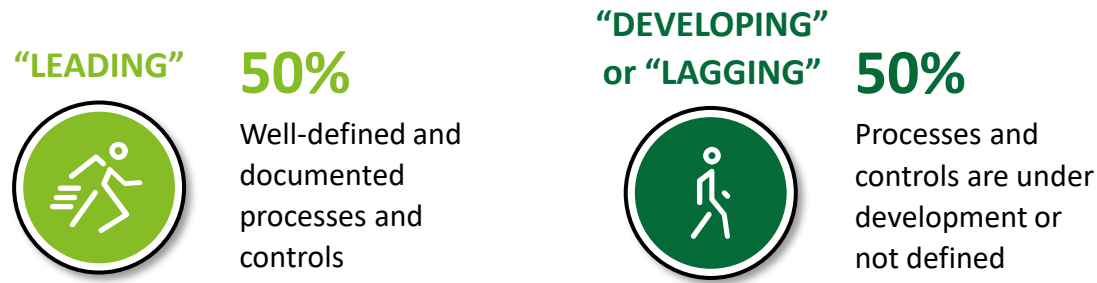 “LEADING”
50%
Well-defined and
documented
processes and
controls
“DEVELOPING”
or “LAGGING”
50%
Processes and
controls are under
development or
not defined